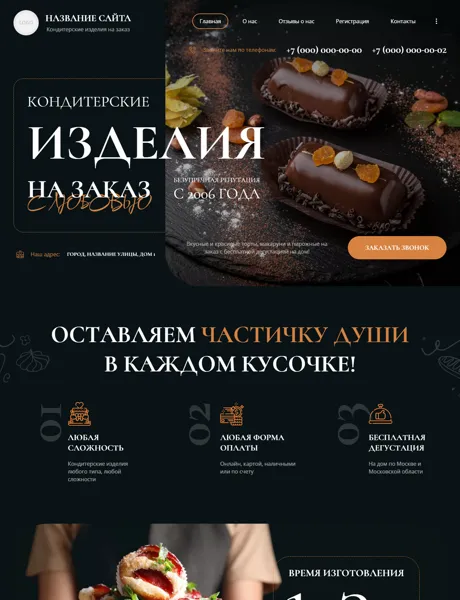 LOGO
НАЗВАНИЕ САЙТА
Кондитерские изделия на заказ
Главная
О нас
Отзывы о нас
Регистрация
Контакты
нам по телефонам:
+7 (000) 000-00-00
+7 (000) 000-00-02
КОНДИТЕРСКИЕ
ИЗДЕЛИЯ
НА ЗАКАЗ
С ЛЮБОВЬЮ
БЕЗУПРЕЧНАЯ РЕПУТАЦИЯ
С 2006 ГОДА
Наш адрес:
ГОРОД, НАЗВАНИЕ УЛИЦЫ, ДОМ 1
Вкусные и красивые торты, макаруни и пирожные на
заказ с бесплатной дегустацией на дом!
ЗАКАЗАТЬ ЗВОНОК
ОСТАВЛЯЕМ ЧАСТИЧКУ ДУШИ
В КАЖДОМ КУСОЧКЕ!
01
ЛЮБАЯ
СЛОЖНОСТЬ
Кондитерские изделия
любого типа, любой
сложности
02
ЛЮБАЯ ФОРМА
ОПЛАТЫ
Онлайн, картой, наличными
или по счету
03
БЕСПЛАТНАЯ
ДЕГУСТАЦИЯ
На дом по Москве и
Московской области
ВРЕМЯ ИЗГОТОВЛЕНИЯ